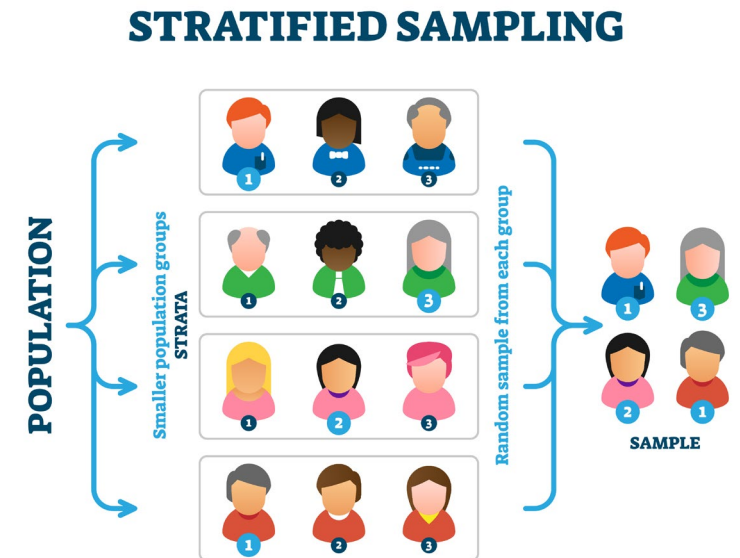 STRATIFIED SAMPLING
POPULATION
Smaller population groups
STRATA
1 2 3
1 2 3
1 2 3
1 2 3
Random sample from each group
1 3
2 1
SAMPLE